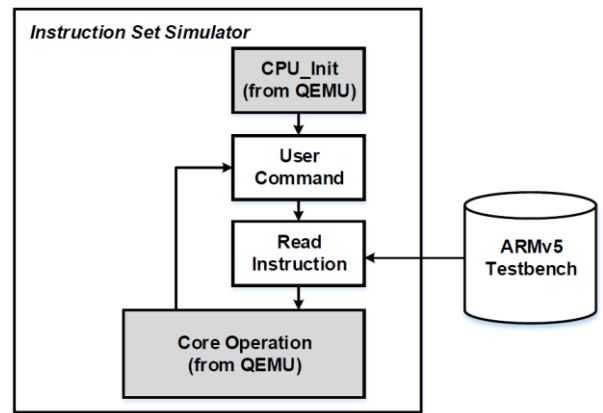 Instruction Set Simulator
CPU_Init
(from QEMU)
User
Command
Read
Instruction
ARMv5
Testbench
Core Operation
(from QEMU)